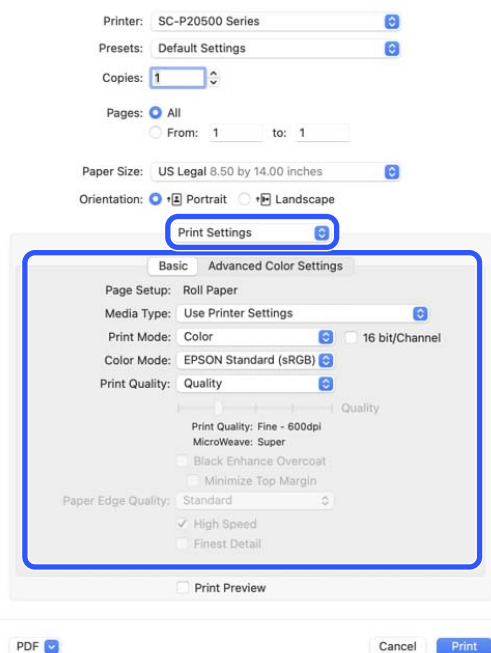 Printer: SC-P20500 Series
Presets: Default Settings
Copies: 1
Pages: All
From: 1 to: 1
Paper Size: US Legal 8.50 by 14.00 inches
Orientation: Portrait Landscape
Print Settings
Basic Advanced Color Settings
Page Setup: Roll Paper
Media Type: Use Printer Settings
Print Mode: Color 16 bit/Channel
Color Mode: EPSON Standard (sRGB)
Print Quality: Quality
Quality
Print Quality: Fine - 600dpi
MicroWeave: Super
Black Enhance Overcoat
Minimize Top Margin
Paper Edge Quality: Standard
High Speed
Finest Detail
Print Preview
PDF Cancel Print